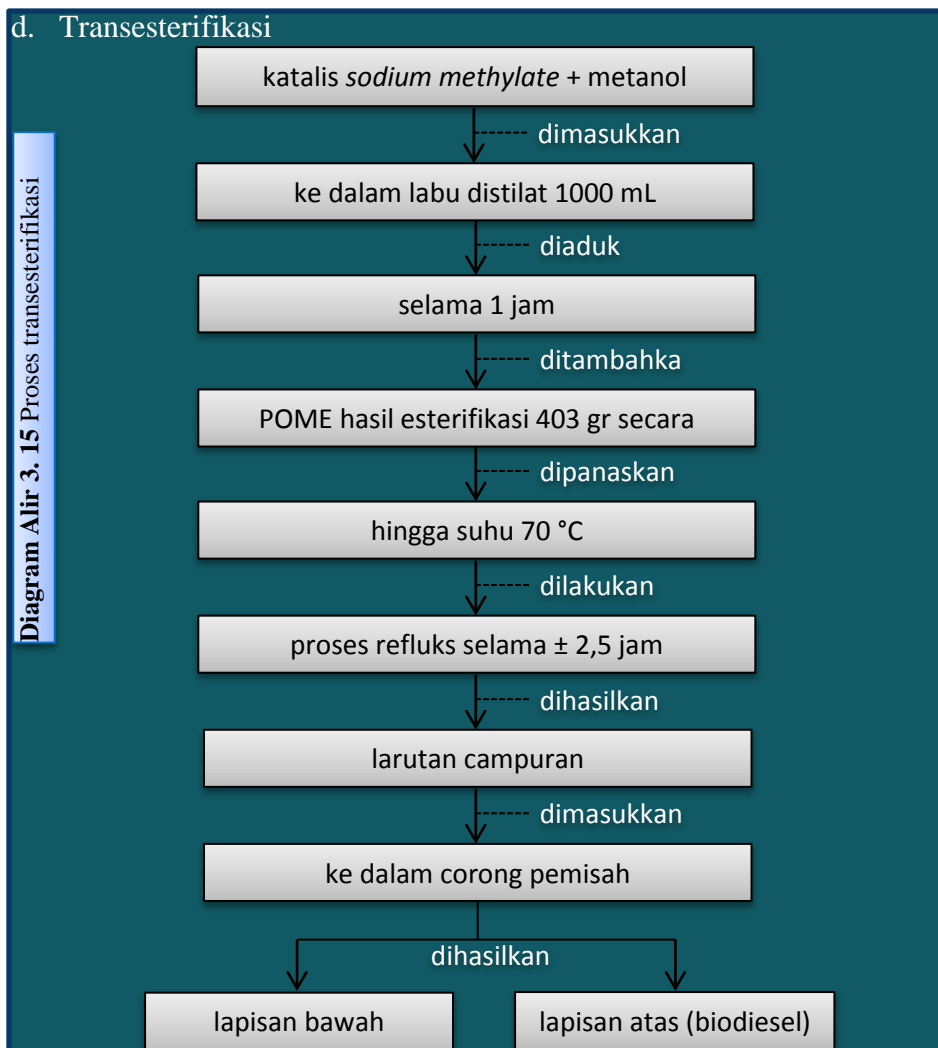 d. Transesterifikasi
katalis sodium methylate + metanol
dimasukkan
ke dalam labu distilat 1000 mL
diaduk
selama 1 jam
ditambahka
POME hasil esterifikasi 403 gr secara
dipanaskan
hingga suhu 70 °C
dilakukan
proses refluks selama ± 2,5 jam
dihasilkan
larutan campuran
dimasukkan
ke dalam corong pemisah
dihasilkan
lapisan bawah
lapisan atas (biodiesel)
Diagram Alir 3. 15 Proses transesterifikasi